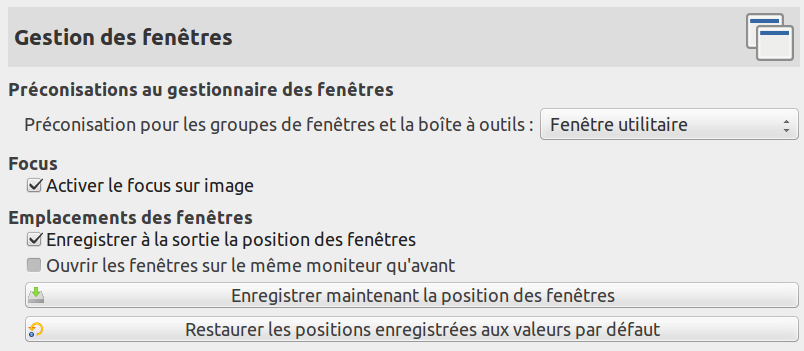 Gestion des fenêtres
Préconisations au gestionnaire des fenêtres
Préconisation pour les groupes de fenêtres et la boîte à outils : Fenêtre utilitaire
Focus
Activer le focus sur image
Emplacements des fenêtres
Enregistrer à la sortie la position des fenêtres
Ouvrir les fenêtres sur le même moniteur qu'avant
Enregistrer maintenant la position des fenêtres
Restaurer les positions enregistrées aux valeurs par défaut